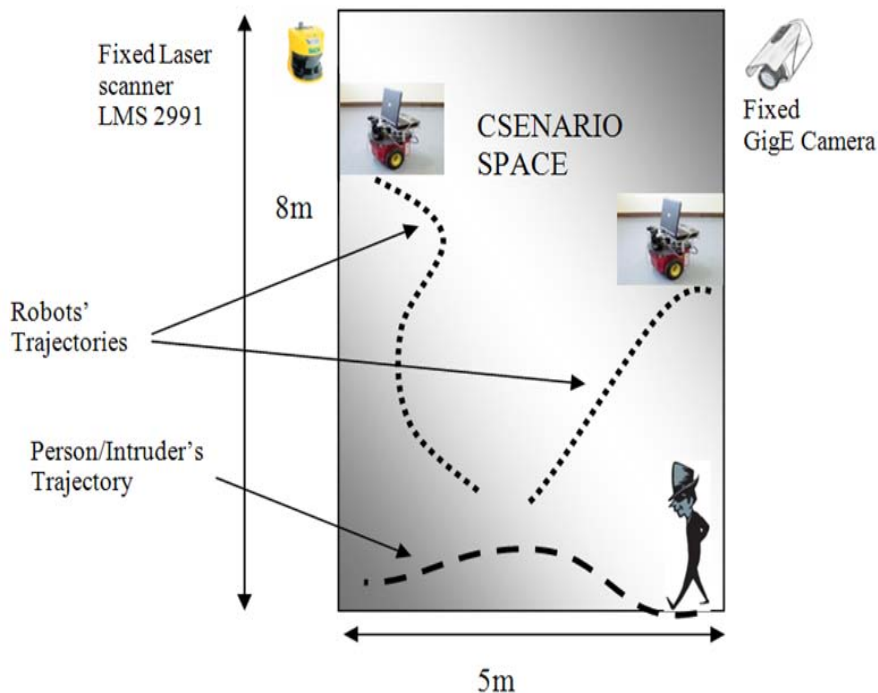 Fixed Laser
scanner
LMS 2991
CSENARIO
SPACE
Fixed
GigE Camera
8m
Robots'
Trajectories
Person/Intruder's
Trajectory
5m